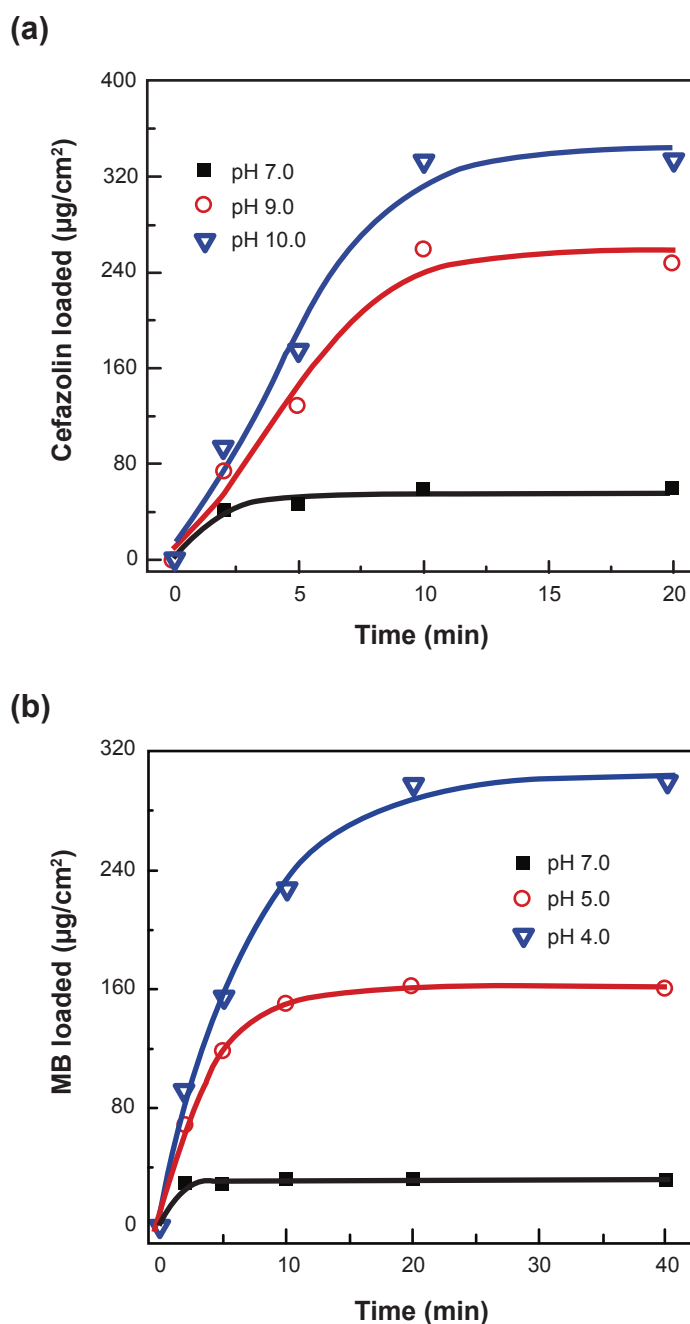 (a)
400
320
240
160
80
0
Cefazolin loaded (µg/cm²)
pH 7.0
pH 9.0
pH 10.0
0 5 10 15 20
Time (min)
(b)
320
240
160
80
0
MB loaded (µg/cm²)
pH 7.0
pH 5.0
pH 4.0
0 10 20 30 40
Time (min)